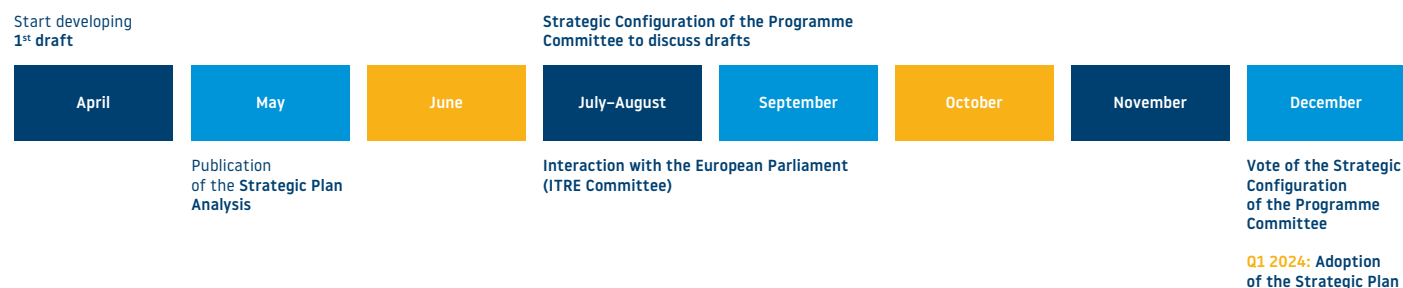 Start developing
1st draft
Strategic Configuration of the Programme
Committee to discuss drafts
April
May
June
July–August
September
October
November
December
Publication
of the Strategic Plan
Analysis
Interaction with the European Parliament
(ITRE Committee)
Vote of the Strategic
Configuration
of the Programme
Committee
Q1 2024: Adoption
of the Strategic Plan